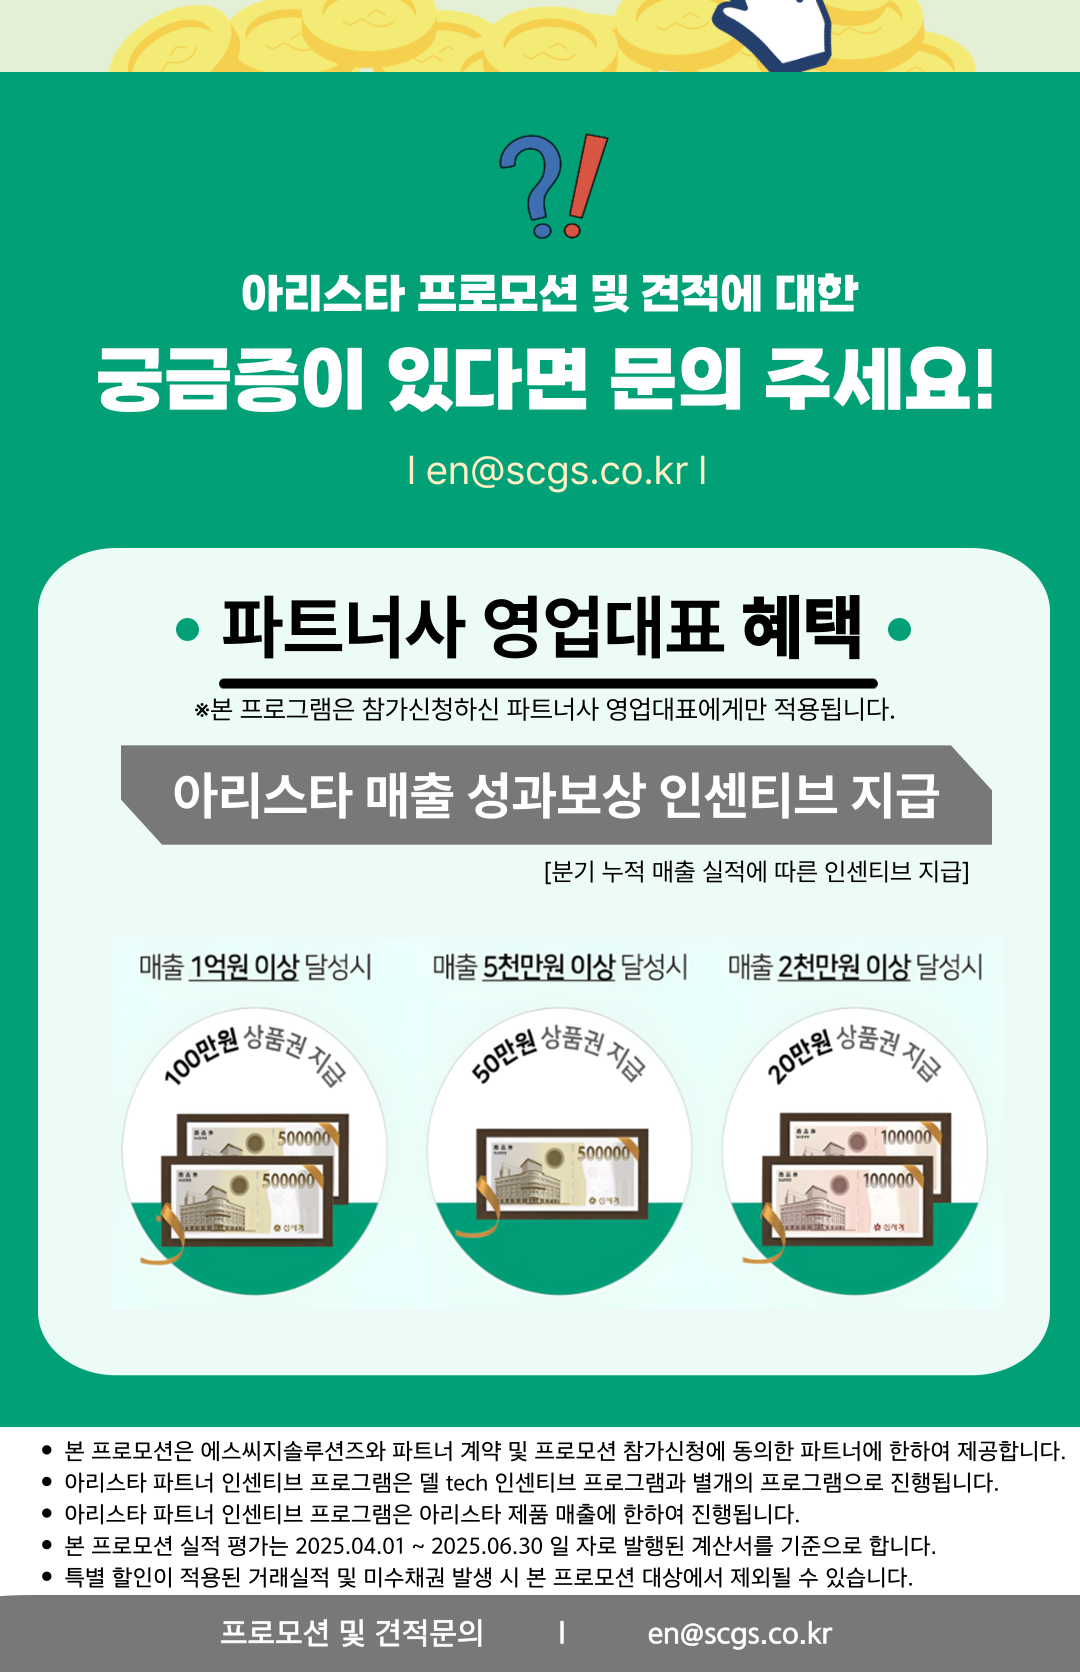 ?!
아리스타 프로모션 및 견적에 대한
궁금증이 있다면 문의 주세요!
l en@scgs.co.kr l
• 파트너사 영업대표 혜택 •
※본 프로그램은 참가신청하신 파트너사 영업대표에게만 적용됩니다.
아리스타 매출 성과보상 인센티브 지급
[분기 누적 매출 실적에 따른 인센티브 지급]
매출 1억원 이상 달성시
100만원 상품권 지급
500000
500000
신세계
매출 5천만원 이상 달성시
50만원 상품권 지급
500000
신세계
매출 2천만원 이상 달성시
20만원 상품권 지급
100000
100000
신세계
• 본 프로모션은 에스씨지솔루션즈와 파트너 계약 및 프로모션 참가신청에 동의한 파트너에 한하여 제공합니다.
• 아리스타 파트너 인센티브 프로그램은 델 tech 인센티브 프로그램과 별개의 프로그램으로 진행됩니다.
• 아리스타 파트너 인센티브 프로그램은 아리스타 제품 매출에 한하여 진행됩니다.
• 본 프로모션 실적 평가는 2025.04.01 ~ 2025.06.30 일 자로 발행된 계산서를 기준으로 합니다.
• 특별 할인이 적용된 거래실적 및 미수채권 발생 시 본 프로모션 대상에서 제외될 수 있습니다.
프로모션 및 견적문의 l en@scgs.co.kr